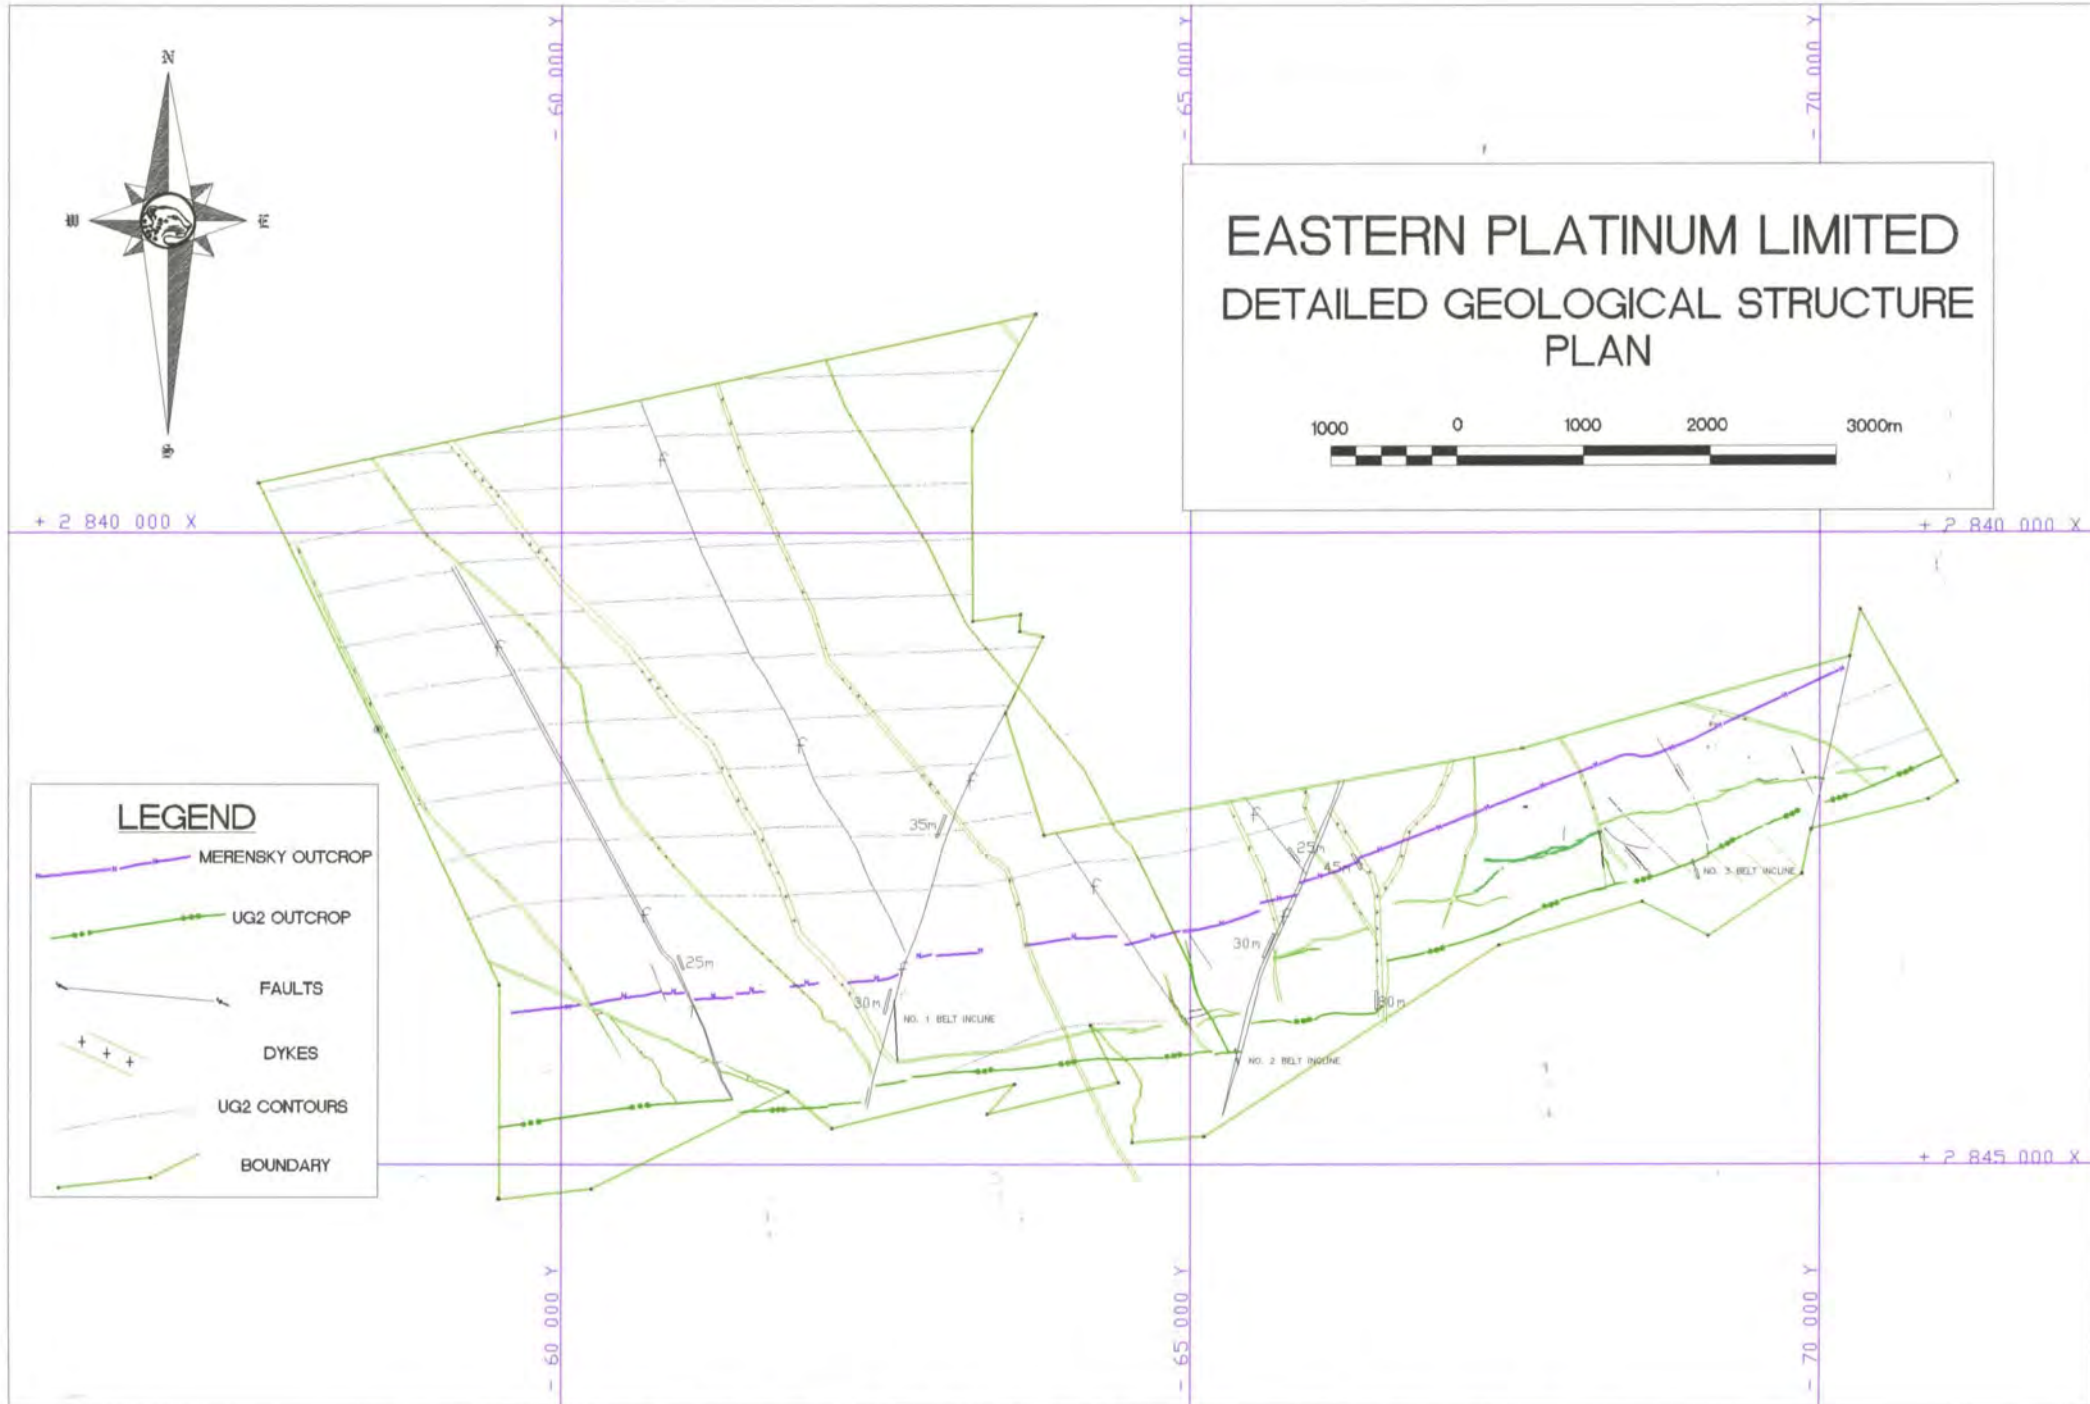 N
W
E
S
- 60 000 Y
- 65 000 Y
- 70 000 Y
EASTERN PLATINUM LIMITED
DETAILED GEOLOGICAL STRUCTURE
PLAN
1000 0 1000 2000 3000m
+ 2 840 000 X
+ 2 840 000 X
f
f
f
f
f
f
f
f
f
35m
25m
45m
30m
25m
30m
80m
NO. 1 BELT INCLINE
NO. 2 BELT INCLINE
NO. 3 BELT INCLINE
LEGEND
MERENSKY OUTCROP
UG2 OUTCROP
FAULTS
DYKES
UG2 CONTOURS
BOUNDARY
+ 2 845 000 X
- 60 000 Y
- 65 000 Y
- 70 000 Y